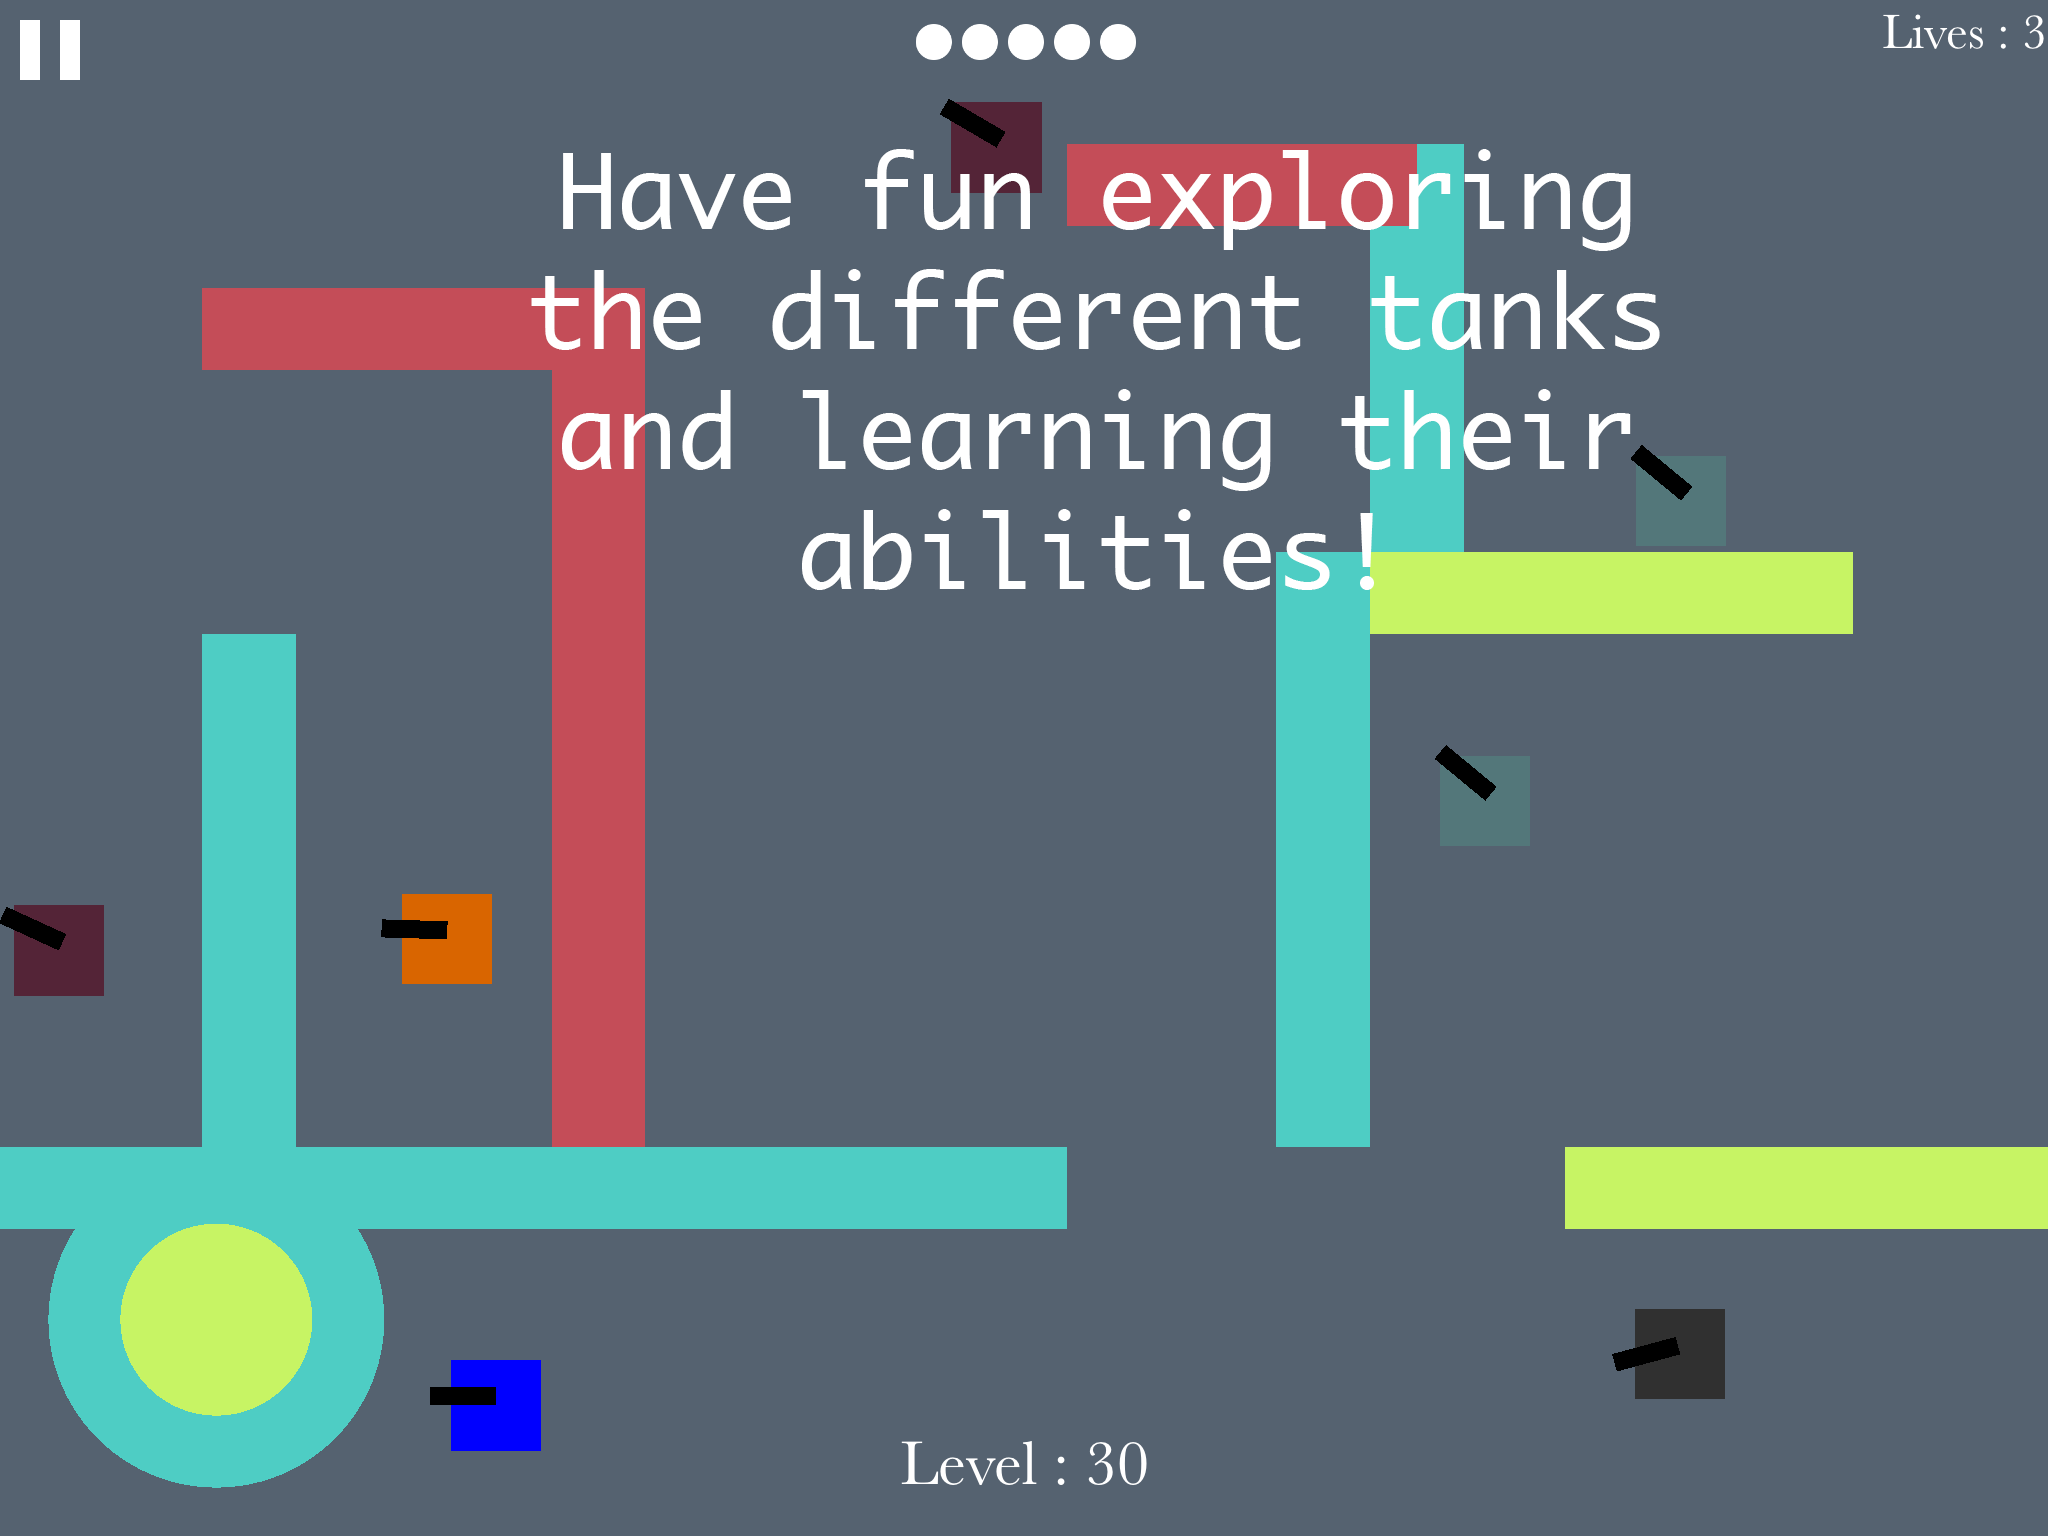 Lives : 3
Have fun exploring
the different tanks
and learning their
abilities!
Level : 30